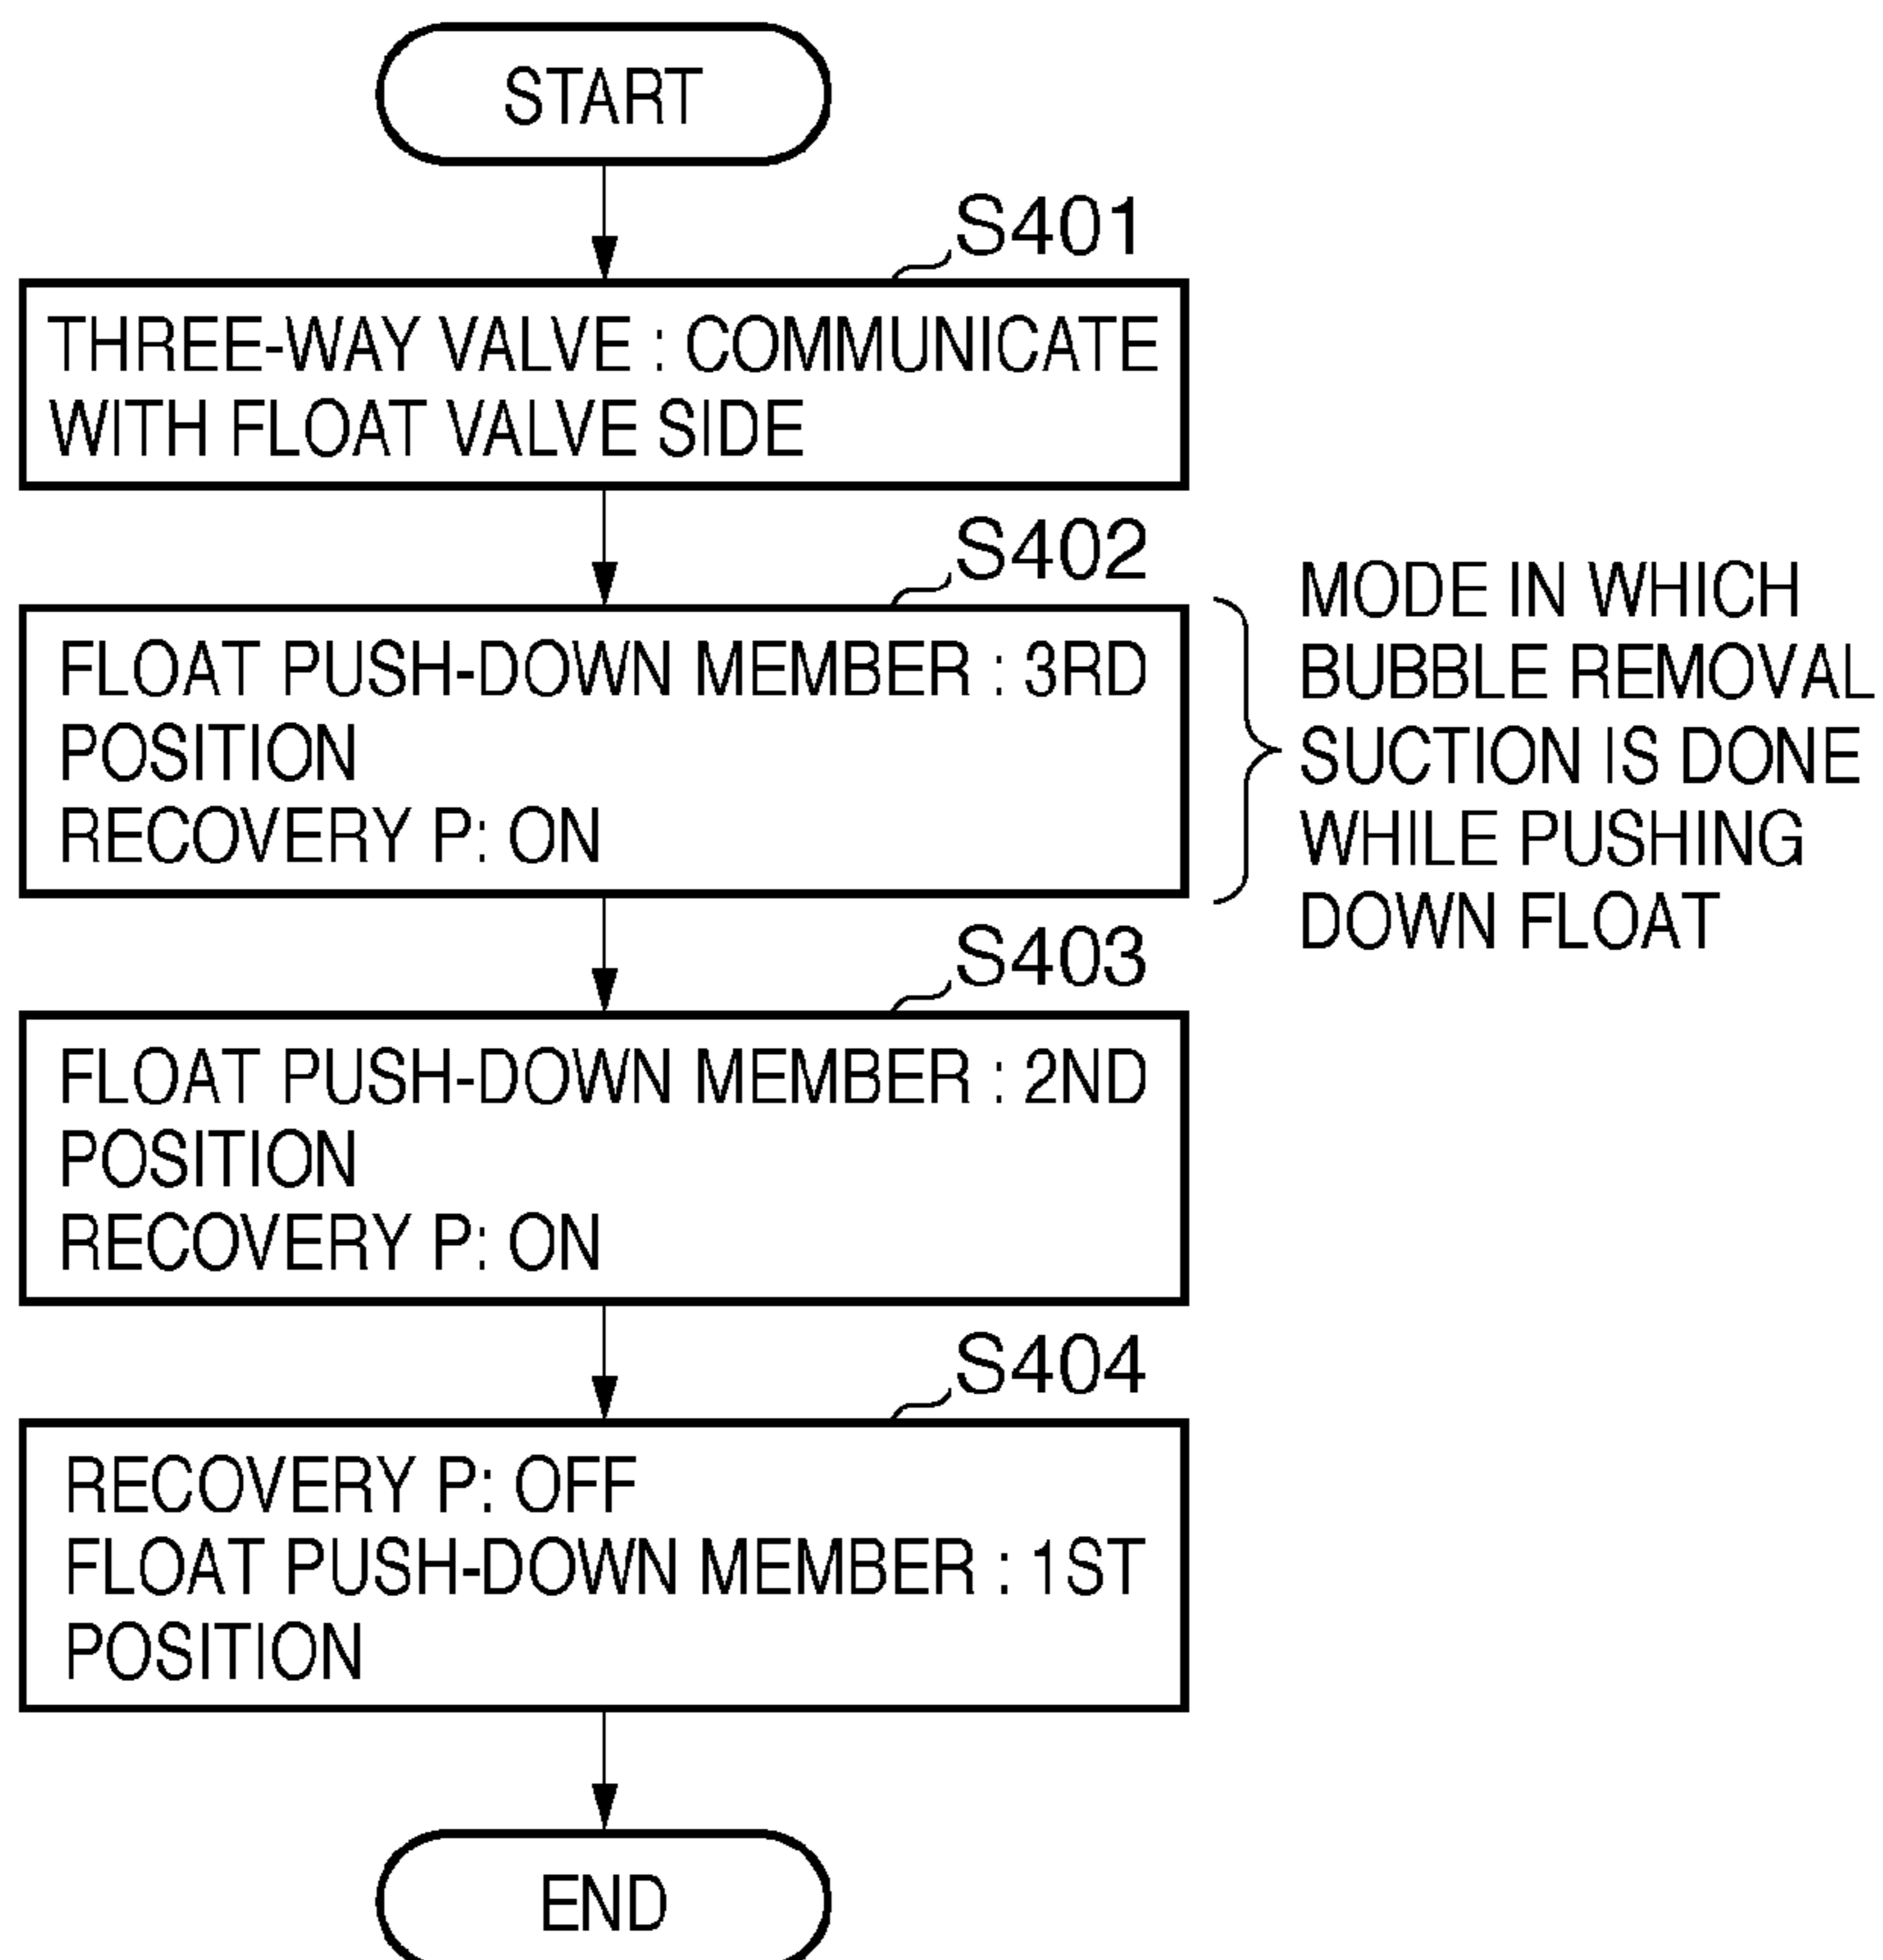 START
S401
THREE-WAY VALVE : COMMUNICATE
WITH FLOAT VALVE SIDE
S402
FLOAT PUSH-DOWN MEMBER : 3RD
POSITION
RECOVERY P: ON
MODE IN WHICH
BUBBLE REMOVAL
SUCTION IS DONE
WHILE PUSHING
DOWN FLOAT
S403
FLOAT PUSH-DOWN MEMBER : 2ND
POSITION
RECOVERY P: ON
S404
RECOVERY P: OFF
FLOAT PUSH-DOWN MEMBER : 1ST
POSITION
END